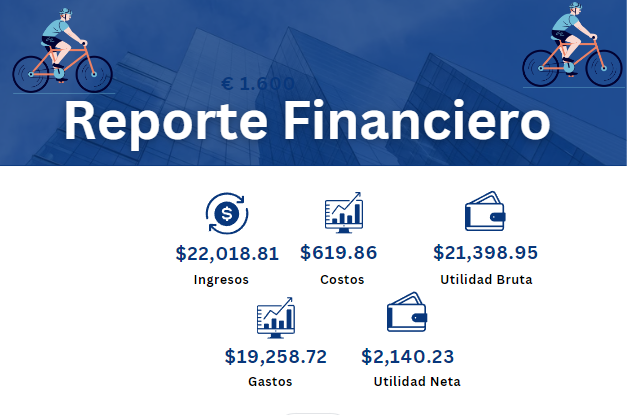 € 1.600
Reporte Financiero
$22,018.81 $619.86 $21,398.95
Ingresos Costos Utilidad Bruta
$19,258.72 $2,140.23
Gastos Utilidad Neta